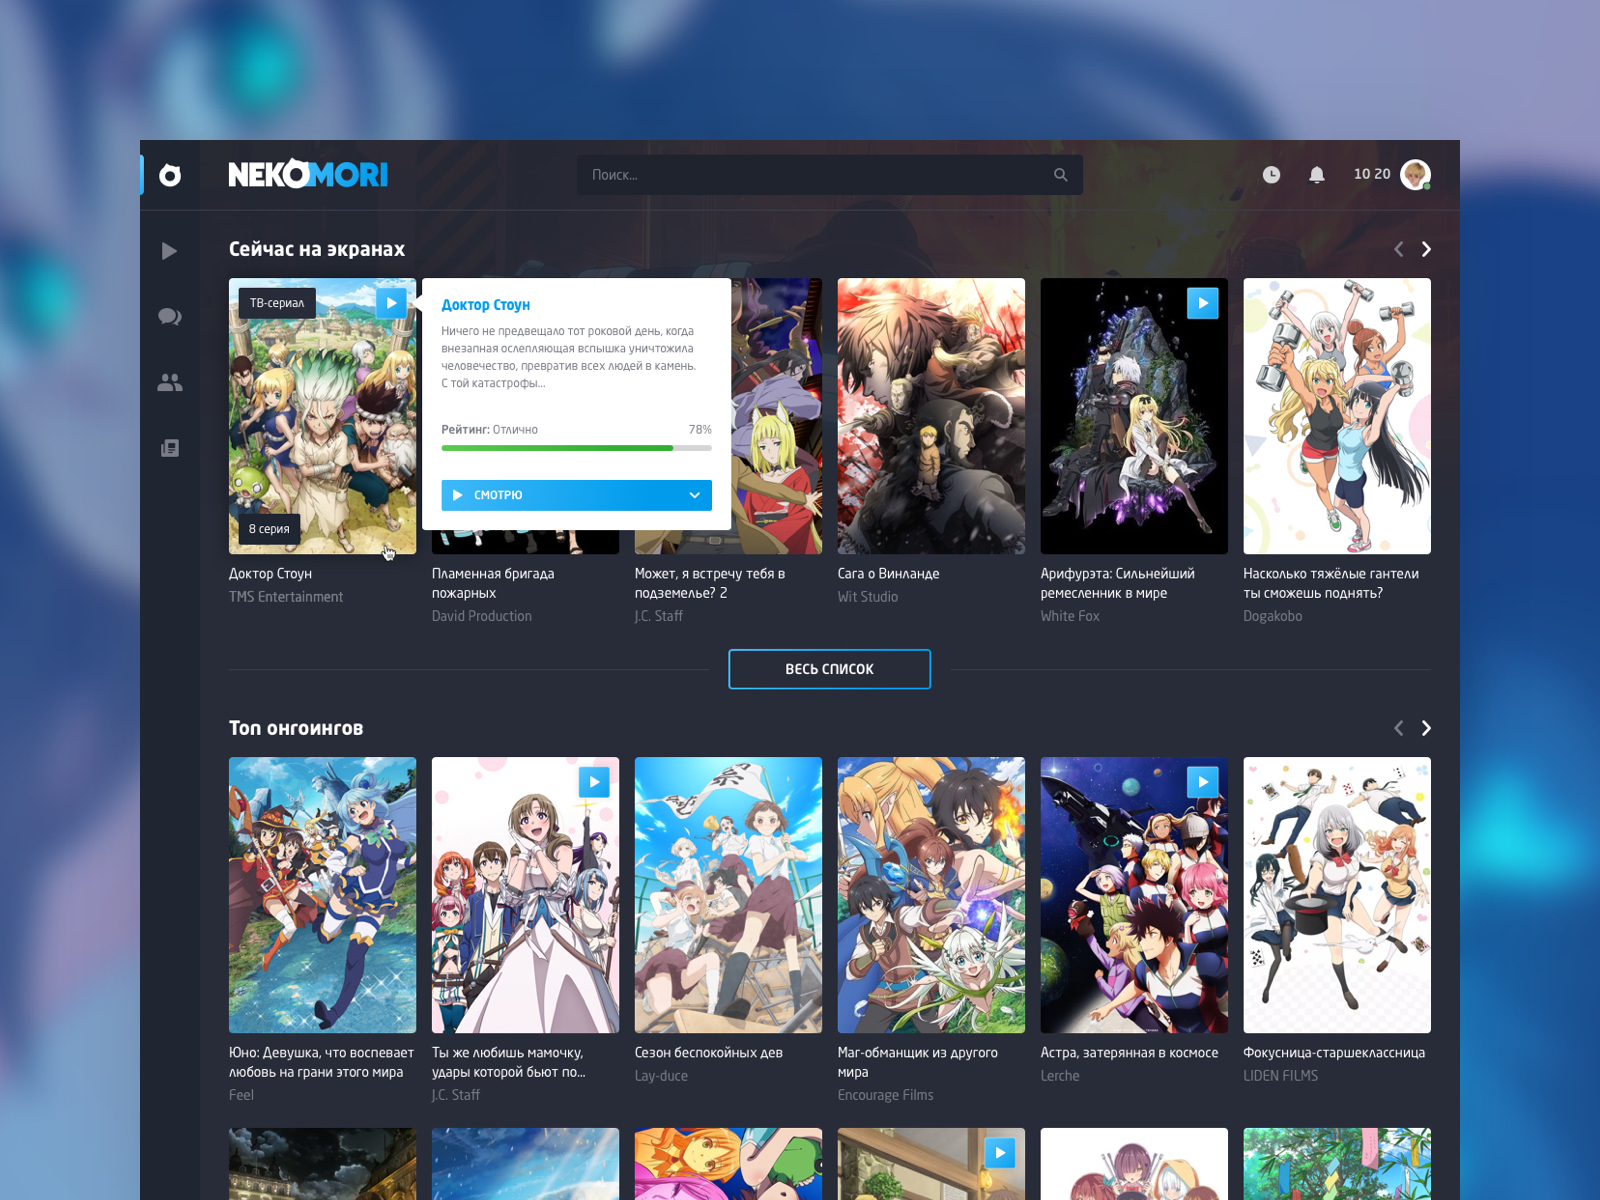 NEKOMORI
Поиск...
10 20
Сейчас на экранах
ТВ-сериал
8 серия
Доктор Стоун
Ничего не предвещало тот роковой день, когда
внезапная ослепляющая вспышка уничтожила
человечество, превратив всех людей в камень.
С той катастрофы...
Рейтинг: Отлично
78%
СМОТРЮ
Доктор Стоун
TMS Entertainment
Пламенная бригада
пожарных
David Production
Может, я встречу тебя в
подземелье? 2
J.C. Staff
Сага о Винланде
Wit Studio
Арифурэта: Сильнейший
ремесленник в мире
White Fox
Насколько тяжёлые гантели
ты сможешь поднять?
Dogakobo
ВЕСЬ СПИСОК
Топ онгоингов
Юно: Девушка, что воспевает
любовь на грани этого мира
Feel
Ты же любишь мамочку,
удары которой бьют по...
J.C. Staff
Сезон беспокойных дев
Lay-duce
Маг-обманщик из другого
мира
Encourage Films
Астра, затерянная в космосе
Lerche
Фокусница-старшеклассница
LIDEN FILMS